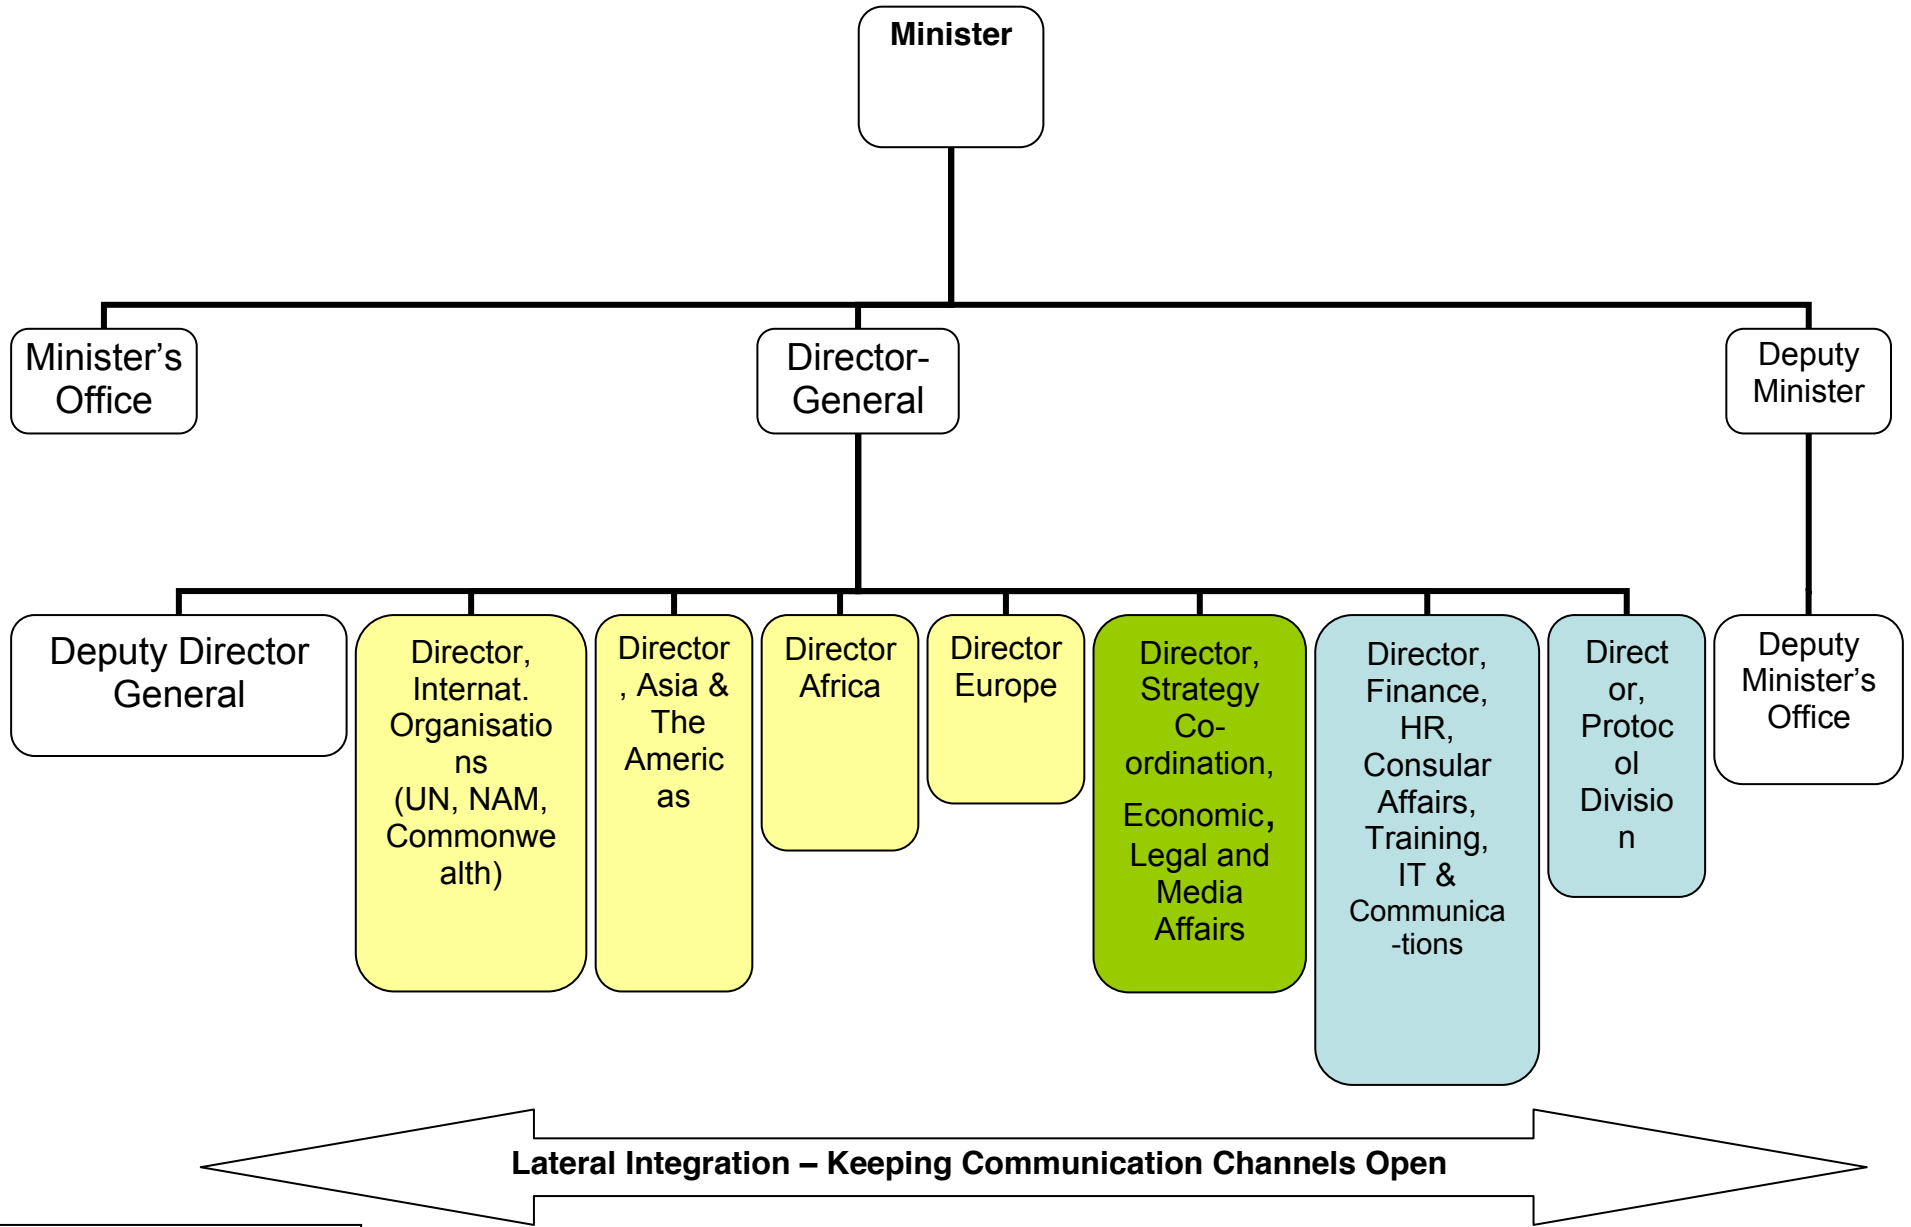 Minister
Minister’s
Office
Director-
General
Deputy
Minister
Deputy Director
General
Director,
Internat.
Organisatio
ns
(UN, NAM,
Commonwe
alth)
Director
, Asia &
The
Americ
as
Director
Africa
Director
Europe
Director,
Strategy
Co-
ordination,
Economic,
Legal and
Media
Affairs
Director,
Finance,
HR,
Consular
Affairs,
Training,
IT &
Communica
-tions
Direct
or,
Protoc
ol
Divisio
n
Deputy
Minister’s
Office
Lateral Integration – Keeping Communication Channels Open